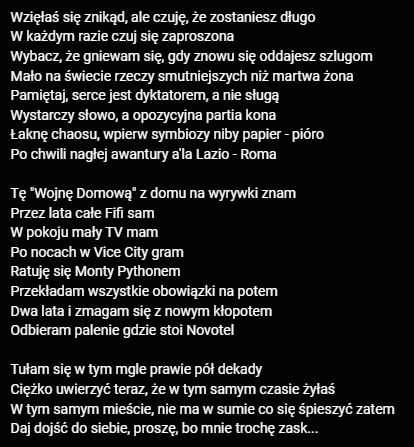 Wzięłaś się znikąd, ale czuję, że zostaniesz długo
W każdym razie czuj się zaproszona
Wybacz, że gniewam się, gdy znowu się oddajesz szlugom
Mało na świecie rzeczy smutniejszych niż martwa żona
Pamiętaj, serce jest dyktatorem, a nie sługą
Wystarczy słowo, a opozycyjna partia kona
Łaknę chaosu, wpierw symbiozy niby papier - pióro
Po chwili nagłej awantury a'la Lazio - Roma

Tę "Wojnę Domową" z domu na wyrywki znam
Przez lata całe Fifi sam
W pokoju mały TV mam
Po nocach w Vice City gram
Ratuję się Monty Pythonem
Przekładam wszystkie obowiązki na potem
Dwa lata i zmagam się z nowym kłopotem
Odbieram palenie gdzie stoi Novotel

Tułam się w tym mgle prawie pół dekady
Ciężko uwierzyć teraz, że w tym samym czasie żyłaś
W tym samym mieście, nie ma w sumie co się śpieszyć zatem
Daj dojść do siebie, proszę, bo mnie trochę zask...